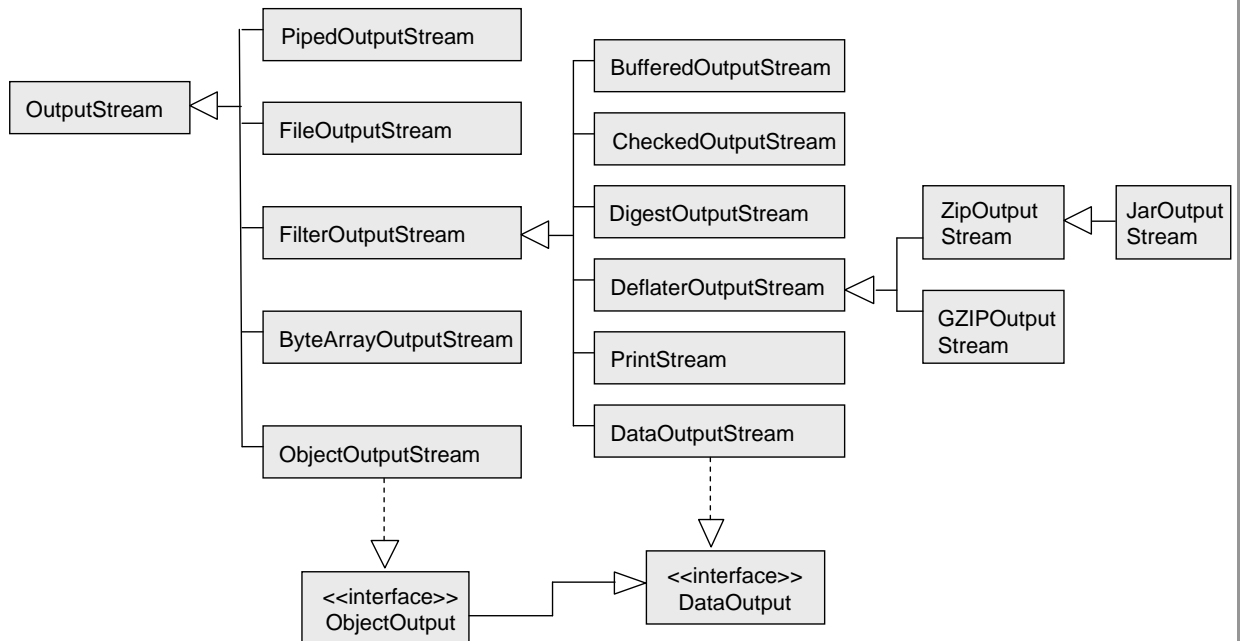 OutputStream
PipedOutputStream
FileOutputStream
FilterOutputStream
ByteArrayOutputStream
ObjectOutputStream
BufferedOutputStream
CheckedOutputStream
DigestOutputStream
DeflaterOutputStream
PrintStream
DataOutputStream
ZipOutput
Stream
GZIPOutput
Stream
JarOutput
Stream
<<interface>>
ObjectOutput
<<interface>>
DataOutput